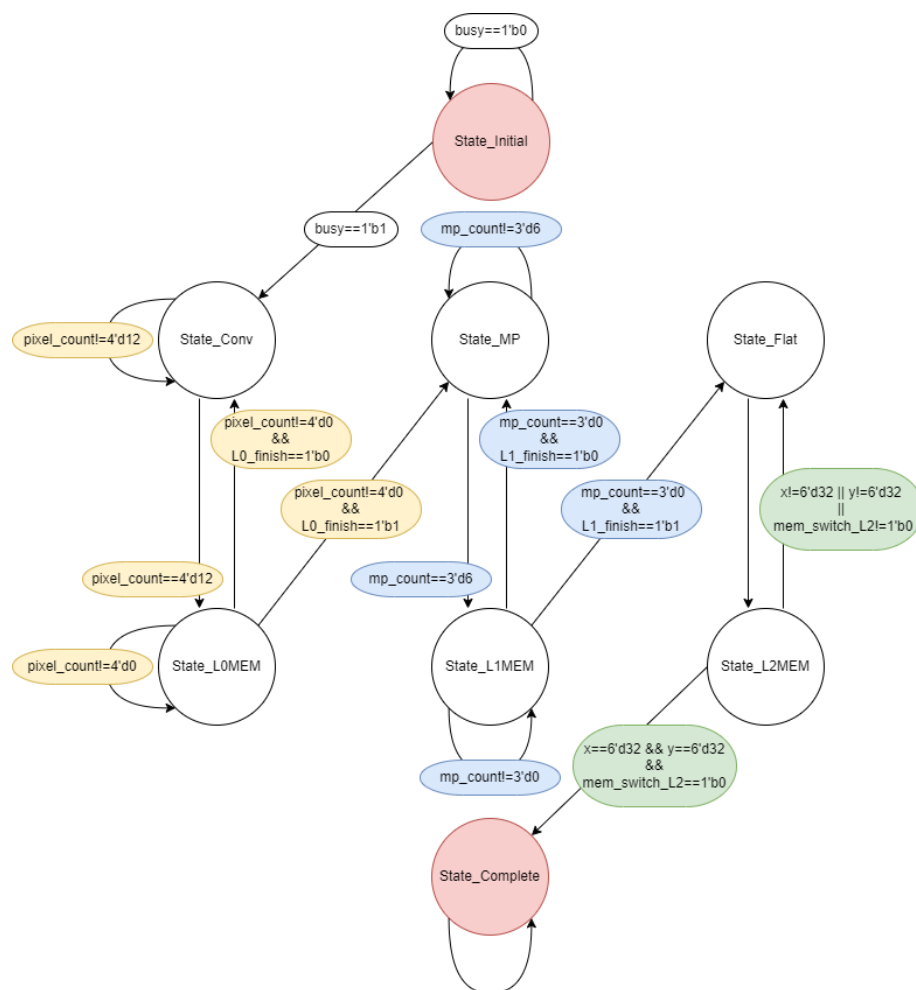 busy==1'b0
State_Initial
busy==1'b1
mp_count!=3'd6
pixel_count!=4'd12
State_Conv
State_MP
State_Flat
pixel_count!=4'd0
&&
L0_finish==1'b0
mp_count==3'd0
&&
L1_finish==1'b0
pixel_count!=4'd0
&&
L0_finish==1'b1
mp_count==3'd0
&&
L1_finish==1'b1
x!=6'd32 || y!=6'd32
||
mem_switch_L2!=1'b0
pixel_count==4'd12
mp_count==3'd6
pixel_count!=4'd0
State_L0MEM
State_L1MEM
State_L2MEM
mp_count!=3'd0
x==6'd32 && y==6'd32
&&
mem_switch_L2==1'b0
State_Complete